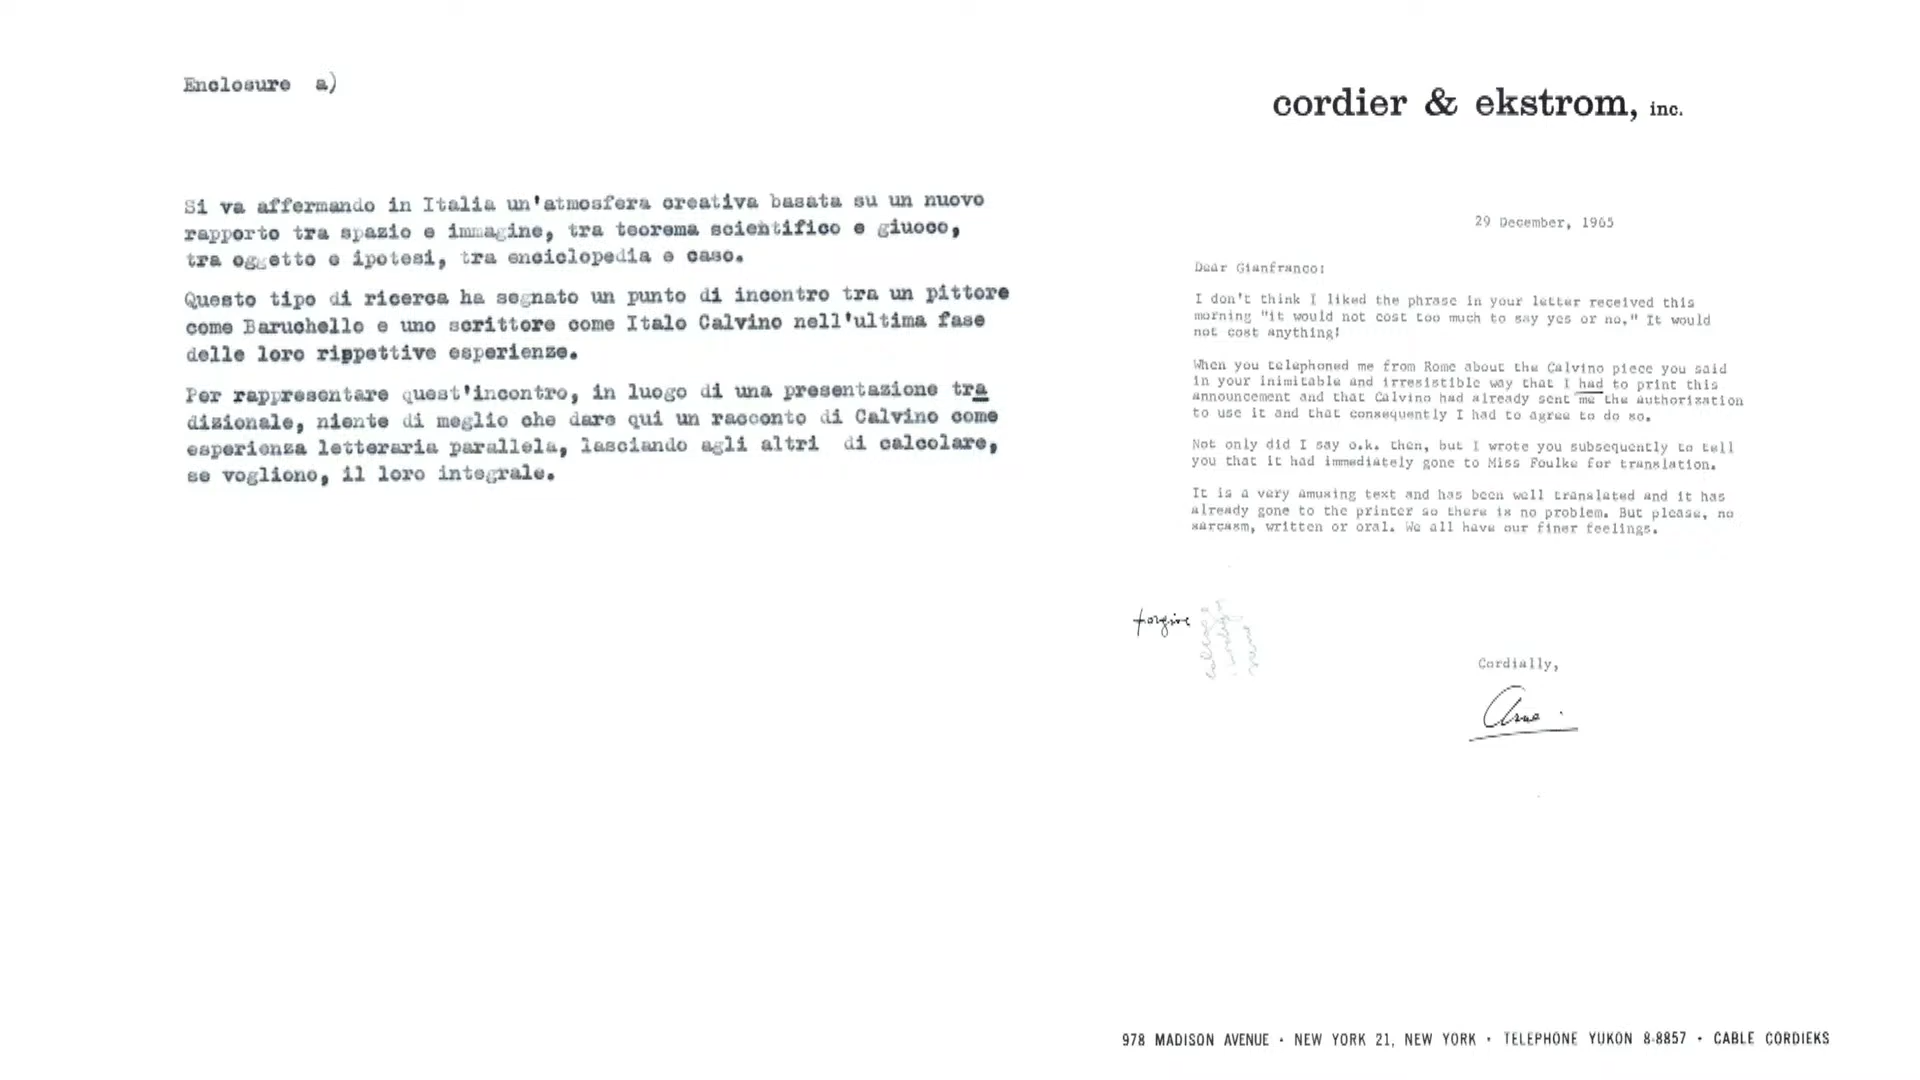 Enclosure a)
Si va affermando in Italia un'atmosfera creativa basata su un nuovo
rapporto tra spazio e immagine, tra teorema scientifico e giuoco,
tra oggetto e ipotesi, tra enciclopedia e caso.
Questo tipo di ricerca ha segnato un punto di incontro tra un pittore
come Baruchello e uno scrittore come Italo Calvino nell'ultima fase
delle loro rippettive esperienze.
Per rappresentare quest'incontro, in luogo di una presentazione tra
dizionale, niente di meglio che dare qui un racconto di Calvino come
esperienza letteraria parallela, lasciando agli altri di calcolare,
se vogliono, il loro integrale.
cordier & ekstrom, inc.
29 December, 1965
Dear Gianfranco:
I don't think I liked the phrase in your letter received this
morning "it would not cost too much to say yes or no." It would
not cost anything!
When you telephoned me from Rome about the Calvino piece you said
in your inimitable and irresistible way that I had to print this
announcement and that Calvino had already sent me the authorization
to use it and that consequently I had to agree to do so.
Not only did I say o.k. then, but I wrote you subsequently to tell
you that it had immediately gone to Miss Foulke for translation.
It is a very amusing text and has been well translated and it has
already gone to the printer so there is no problem. But please, no
sarcasm, written or oral. We all have our finer feelings.
forgive
Cordially,
Arne
978 MADISON AVENUE • NEW YORK 21, NEW YORK • TELEPHONE YUKON 8-8857 • CABLE CORDIEKS